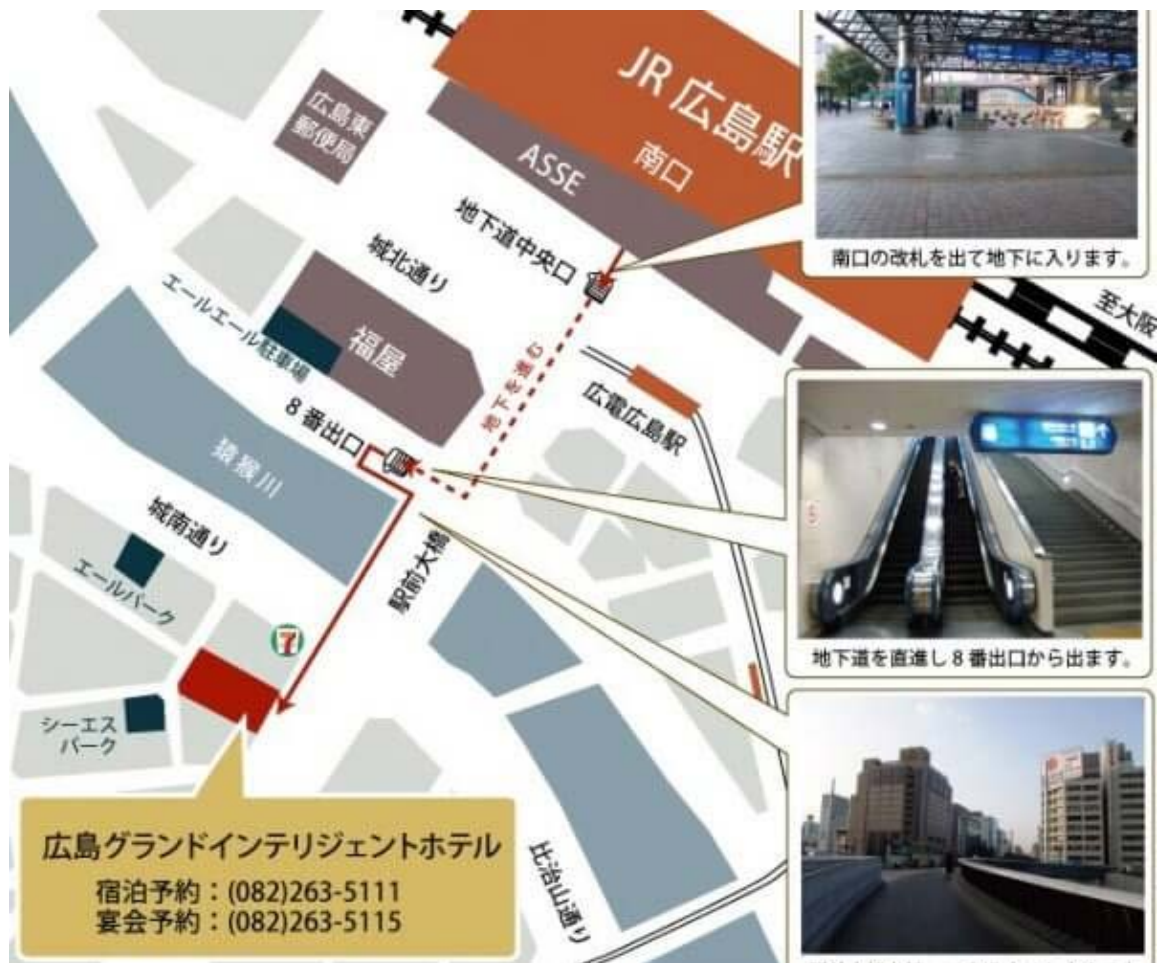 JR 広島駅
南口
ASSE
広島東
郵便局
地下道中央口
城北通り
エールエール駐車場
福屋
地下を進む
広電広島駅
至大阪
8 番出口
猿猴川
城南通り
エールパーク
駅前大橋
7
シーエス
パーク
比治山通り
広島グランドインテリジェントホテル
宿泊予約：(082)263-5111
宴会予約：(082)263-5115
南口の改札を出て地下に入ります。
地下道を直進し 8 番出口から出ます。